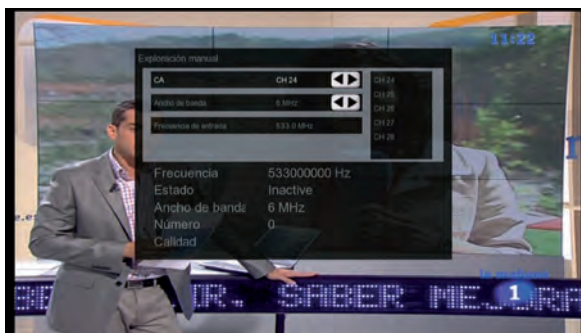 11:22
Exploración manual
CA CH 24
Ancho de banda 6 MHz
Frecuencia de entrada 533.0 MHz
CH 24
CH 25
CH 26
CH 27
CH 28
Frecuencia 533000000 Hz
Estado Inactive
Ancho de banda 6 MHz
Número 0
Calidad
la mañana
1
SABER